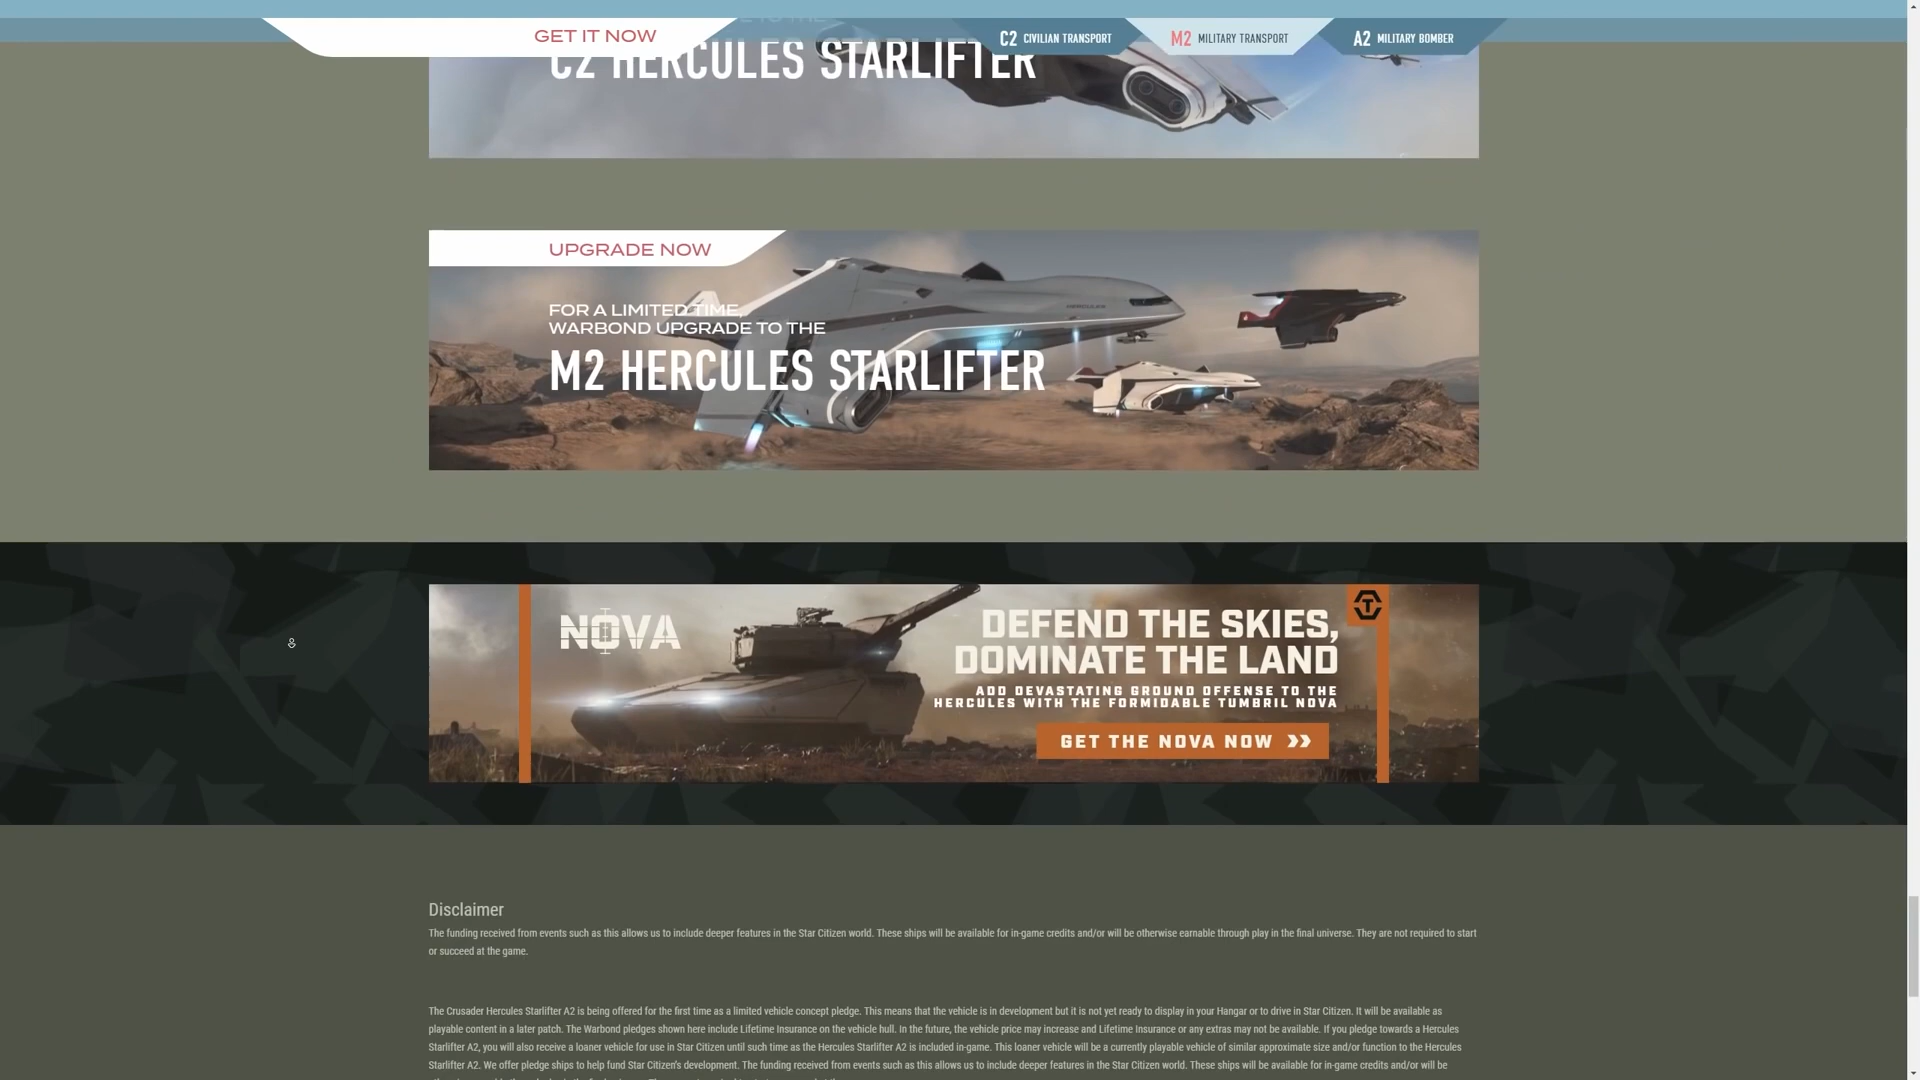 GET IT NOW
C2 CIVILIAN TRANSPORT
M2 MILITARY TRANSPORT
A2 MILITARY BOMBER
C2 HERCULES STARLIFTER
UPGRADE NOW
FOR A LIMITED TIME,
WARBOND UPGRADE TO THE
M2 HERCULES STARLIFTER
HERCULES
NOVA
DEFEND THE SKIES,
DOMINATE THE LAND
ADD DEVASTATING GROUND OFFENSE TO THE
HERCULES WITH THE FORMIDABLE TUMBRIL NOVA
GET THE NOVA NOW
Disclaimer
The funding received from events such as this allows us to include deeper features in the Star Citizen world. These ships will be available for in-game credits and/or will be otherwise earnable through play in the final universe. They are not required to start
or succeed at the game.
The Crusader Hercules Starlifter A2 is being offered for the first time as a limited vehicle concept pledge. This means that the vehicle is in development but it is not yet ready to display in your Hangar or to drive in Star Citizen. It will be available as
playable content in a later patch. The Warbond pledges shown here include Lifetime Insurance on the vehicle hull. In the future, the vehicle price may increase and Lifetime Insurance or any extras may not be available. If you pledge towards a Hercules
Starlifter A2, you will also receive a loaner vehicle for use in Star Citizen until such time as the Hercules Starlifter A2 is included in-game. This loaner vehicle will be a currently playable vehicle of similar approximate size and/or function to the Hercules
Starlifter A2. We offer pledge ships to help fund Star Citizen's development. The funding received from events such as this allows us to include deeper features in the Star Citizen world. These ships will be available for in-game credits and/or will be